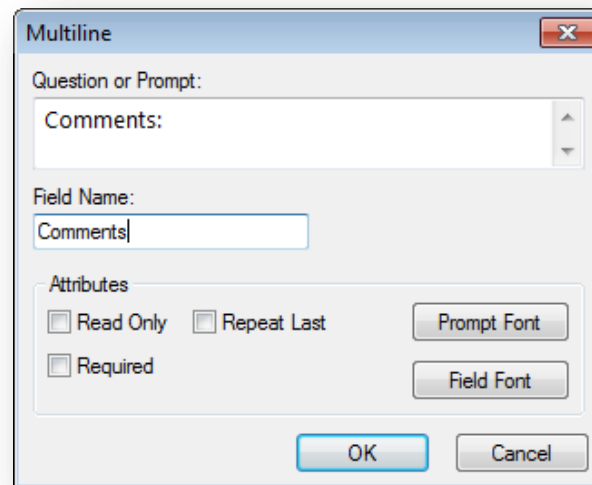 Multiline
Question or Prompt:
Comments:
Field Name:
Comments
Attributes
Read Only Repeat Last Prompt Font
Required
Field Font
OK Cancel